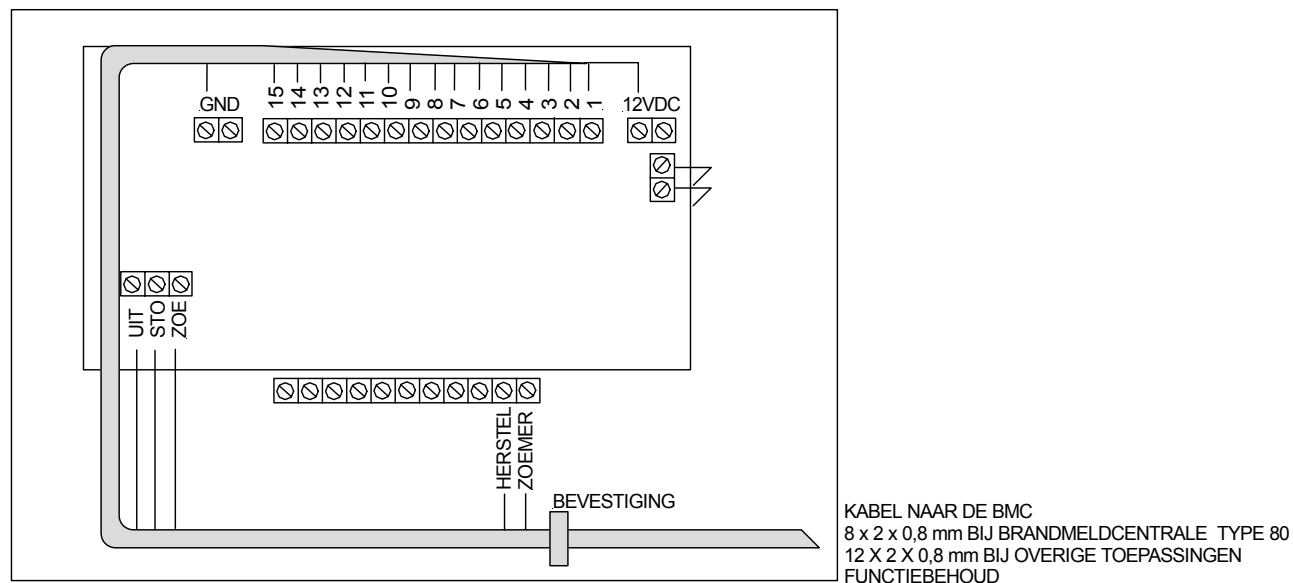 GND
15
14
13
12
11
10
9
8
7
6
5
4
3
2
1
12VDC
UIT
STO
ZOE
HERSTEL
ZOEMER
BEVESTIGING
KABEL NAAR DE BMC
8 x 2 x 0,8 mm BIJ BRANDMELDCENTRALE TYPE 80
12 X 2 X 0,8 mm BIJ OVERIGE TOEPASSINGEN
FUNCTIEBEHOUD